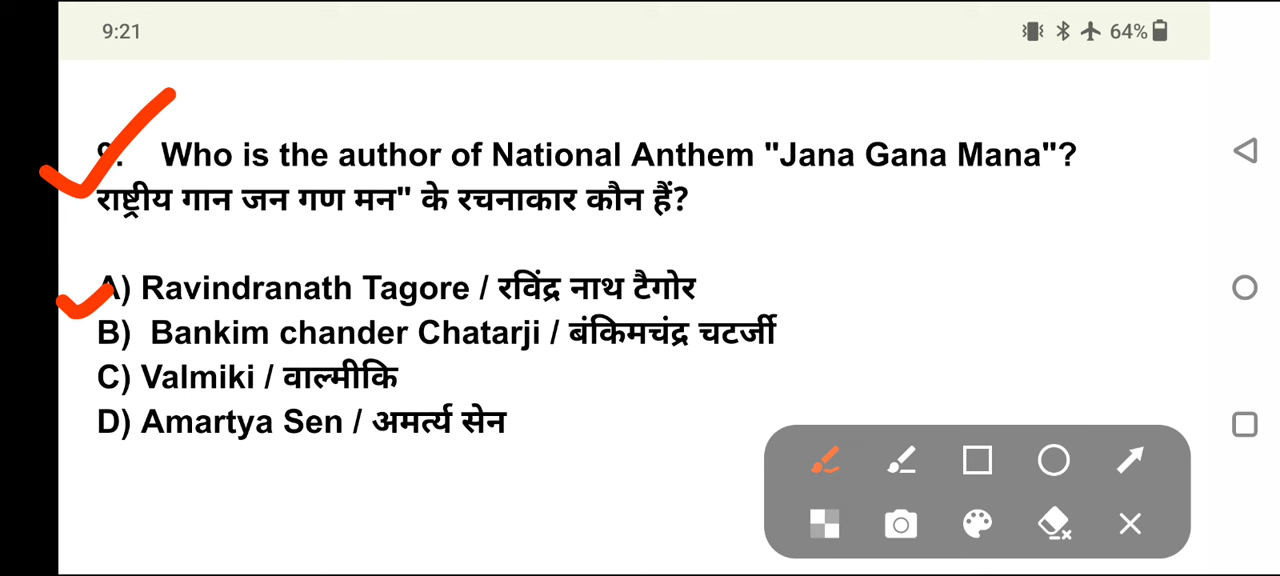 9:21
64%
9. Who is the author of National Anthem "Jana Gana Mana"?
राष्ट्रीय गान जन गण मन" के रचनाकार कौन हैं?
A) Ravindranath Tagore / रविंद्र नाथ टैगोर
B) Bankim chander Chatarji / बंकिमचंद्र चटर्जी
C) Valmiki / वाल्मीकि
D) Amartya Sen / अमर्त्य सेन